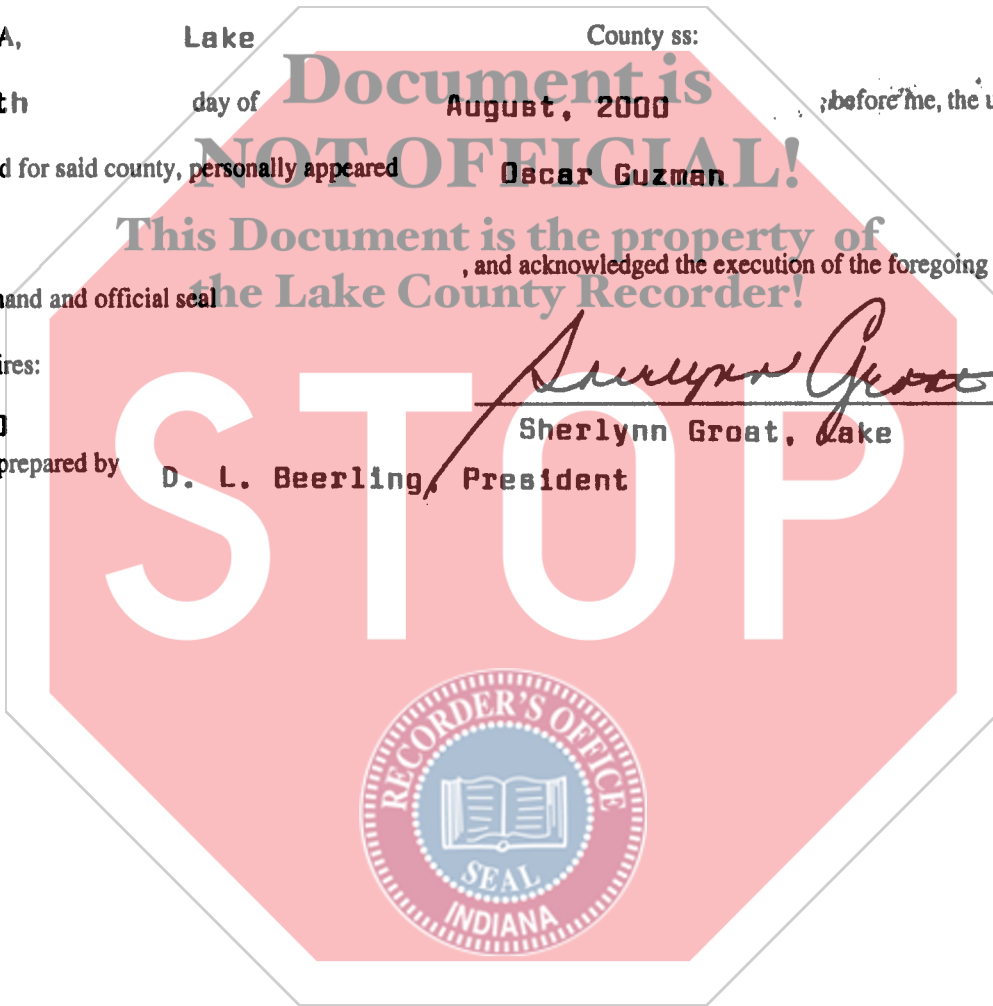 A, Lake County ss:
Document is
th day of August, 2000 , before me, the u
NOT OFFICIAL!
d for said county, personally appeared Oscar Guzman
This Document is the property of
, and acknowledged the execution of the foregoing
the Lake County Recorder!
hand and official seal
ires:
Sherlynn Groat
Sherlynn Groat, Lake
prepared by D. L. Beerling, President
STOP
RECORDER'S OFFICE
SEAL
INDIANA